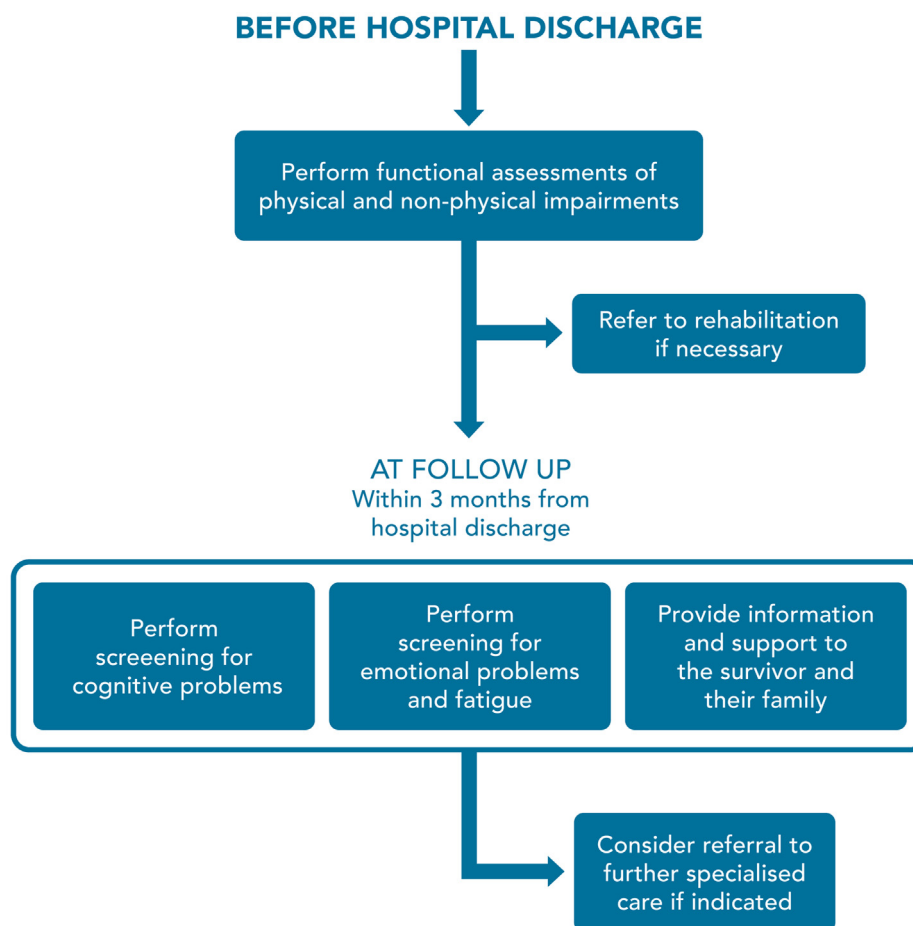 BEFORE HOSPITAL DISCHARGE
Perform functional assessments of
physical and non-physical impairments
Refer to rehabilitation
if necessary
AT FOLLOW UP
Within 3 months from
hospital discharge
Perform
screeening for
cognitive problems
Perform
screening for
emotional problems
and fatigue
Provide information
and support to
the survivor and
their family
Consider referral to
further specialised
care if indicated